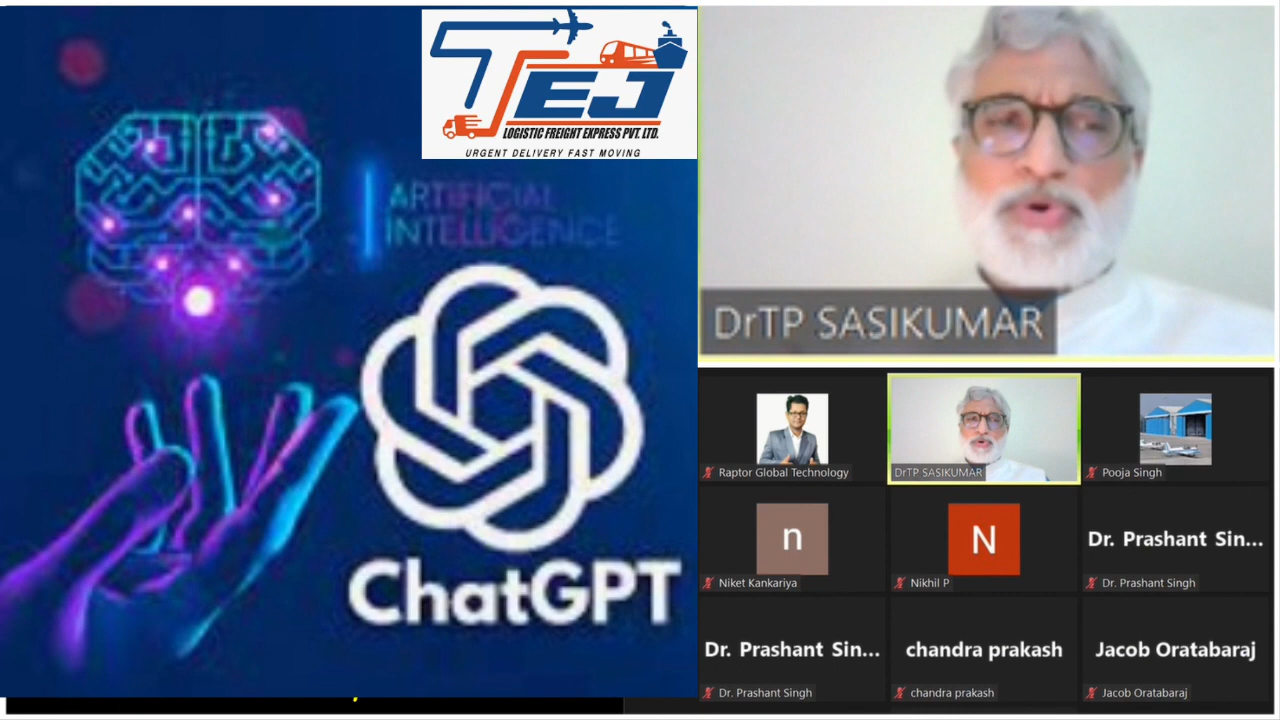 TEJ
LOGISTIC FREIGHT EXPRESS PVT. LTD.
URGENT DELIVERY FAST MOVING
ARTIFICIAL
INTELLIGENCE
ChatGPT
DrTP SASIKUMAR
Raptor Global Technology
DrTP SASIKUMAR
Pooja Singh
n
Niket Kankariya
N
Nikhil P
Dr. Prashant Sin...
Dr. Prashant Singh
Dr. Prashant Sin...
Dr. Prashant Singh
chandra prakash
chandra prakash
Jacob Oratabaraj
Jacob Oratabaraj